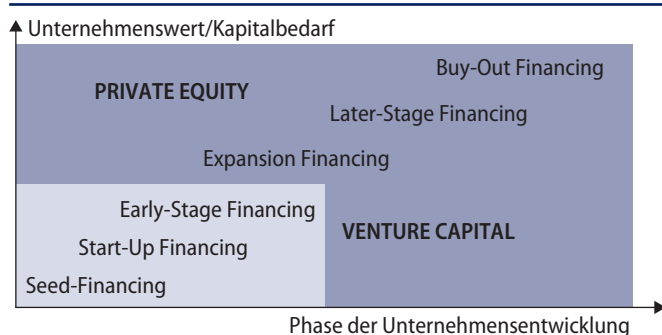 Unternehmenswert/Kapitalbedarf
Buy-Out Financing
PRIVATE EQUITY
Later-Stage Financing
Expansion Financing
Early-Stage Financing
VENTURE CAPITAL
Start-Up Financing
Seed-Financing
Phase der Unternehmensentwicklung